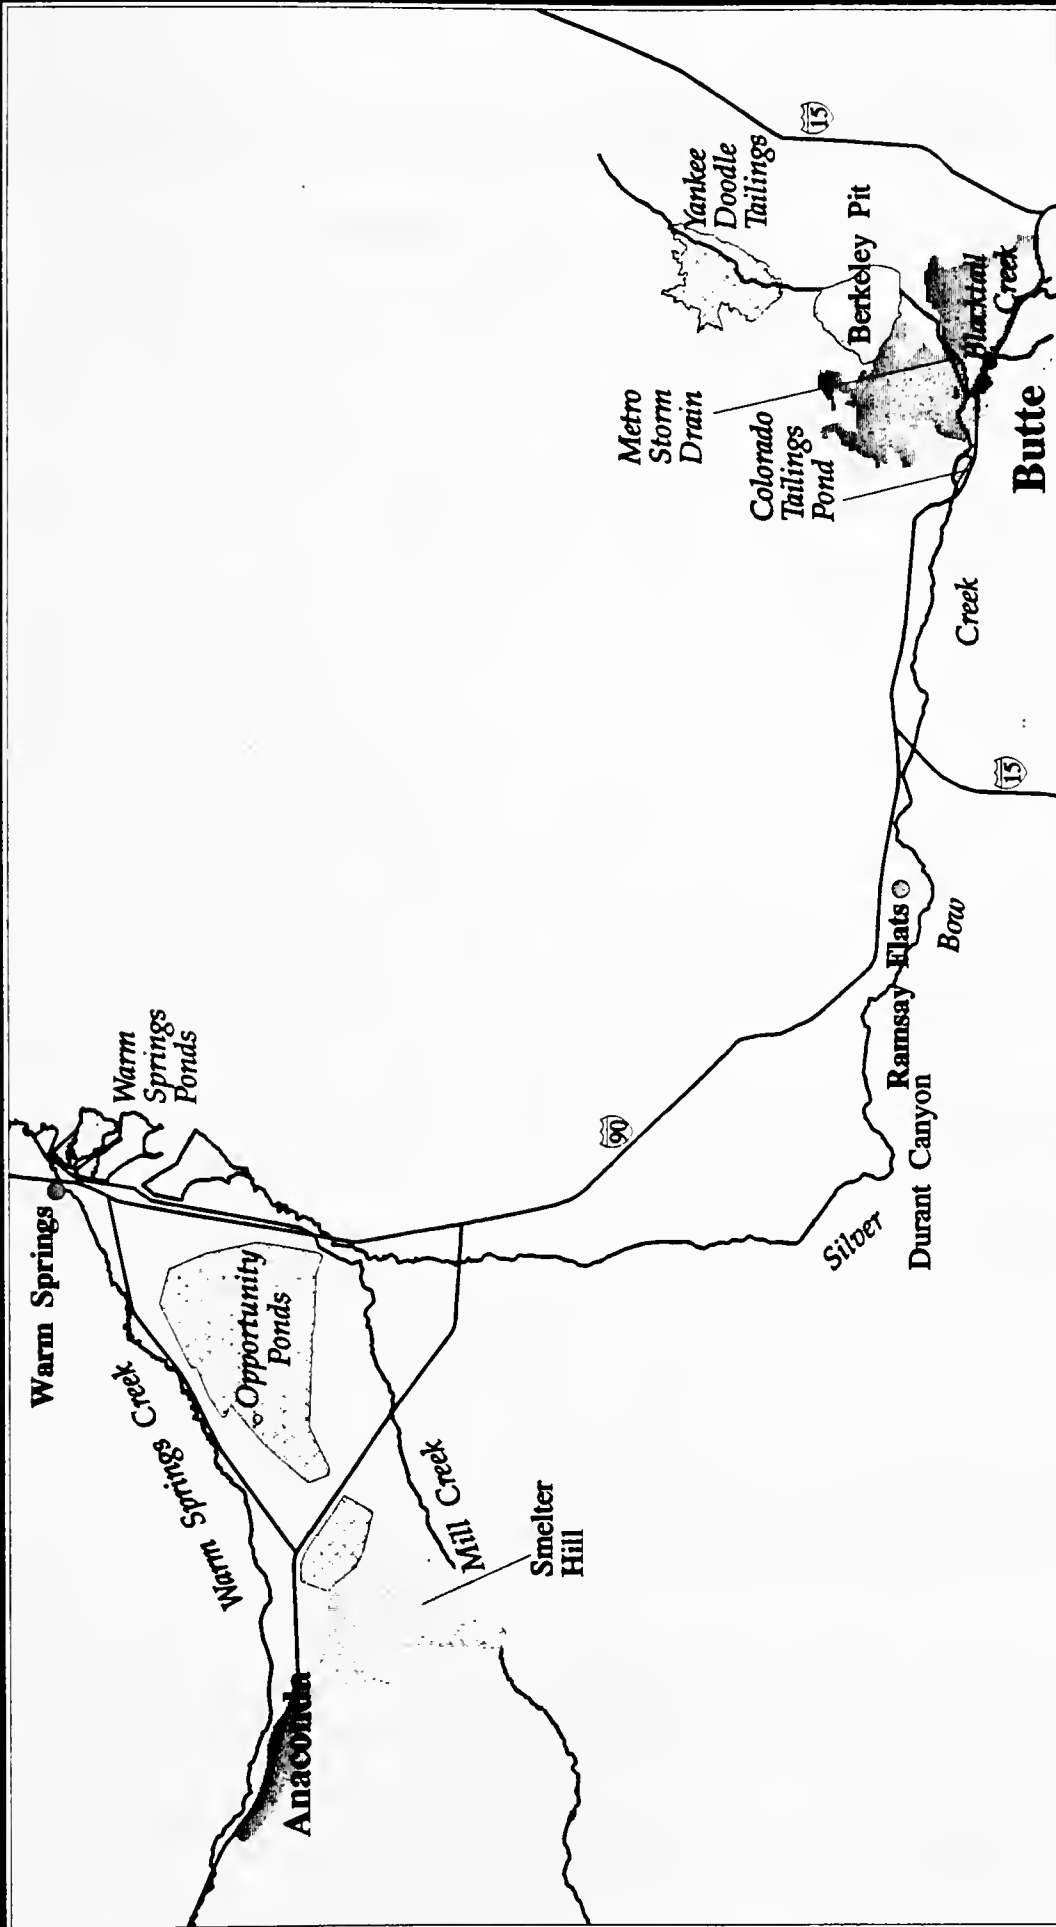 Warm Springs
Warm
Springs
Ponds
Warm Springs Creek
Opportunity
Ponds
Anaconda
Mill Creek
Smelter
Hill
90
Silver
Durant Canyon
Ramsay Flats
Bow
Creek
15
Metro
Storm
Drain
Colorado
Tailings
Pond
Yankee
Doodle
Tailings
Berkeley Pit
15
Blacktail
Creek
Butte